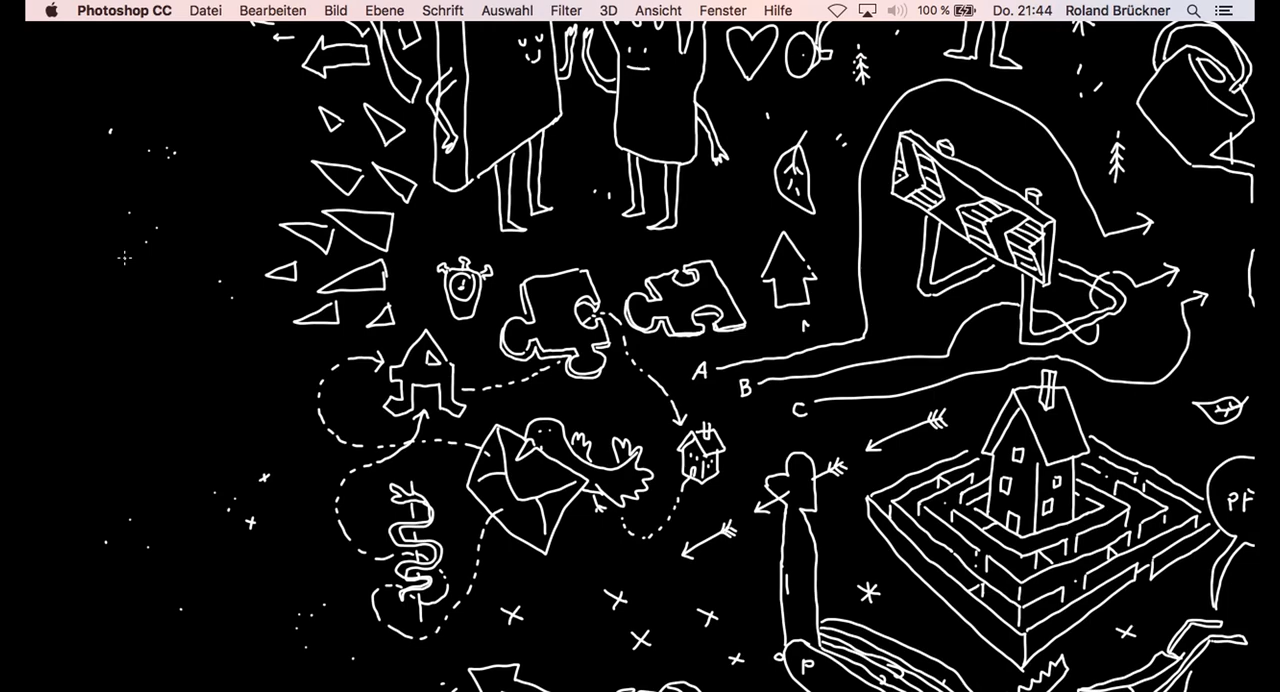 Photoshop CC Datei Bearbeiten Bild Ebene Schrift Auswahl Filter 3D Ansicht Fenster Hilfe 100 % Do. 21:44 Roland Brückner
A
B
C
PF
P